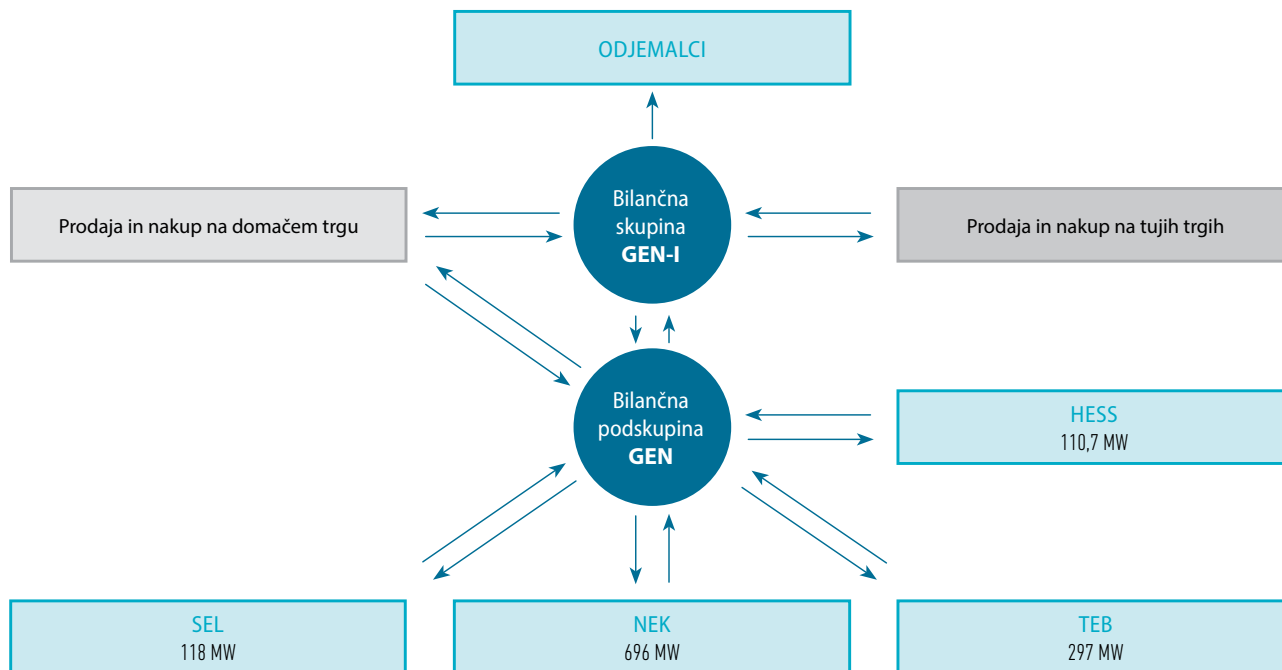 ODJEMALCI
Bilančna
skupina
GEN-I
Prodaja in nakup na domačem trgu
Prodaja in nakup na tujih trgih
Bilančna
podskupina
GEN
HESS
110,7 MW
SEL
118 MW
NEK
696 MW
TEB
297 MW